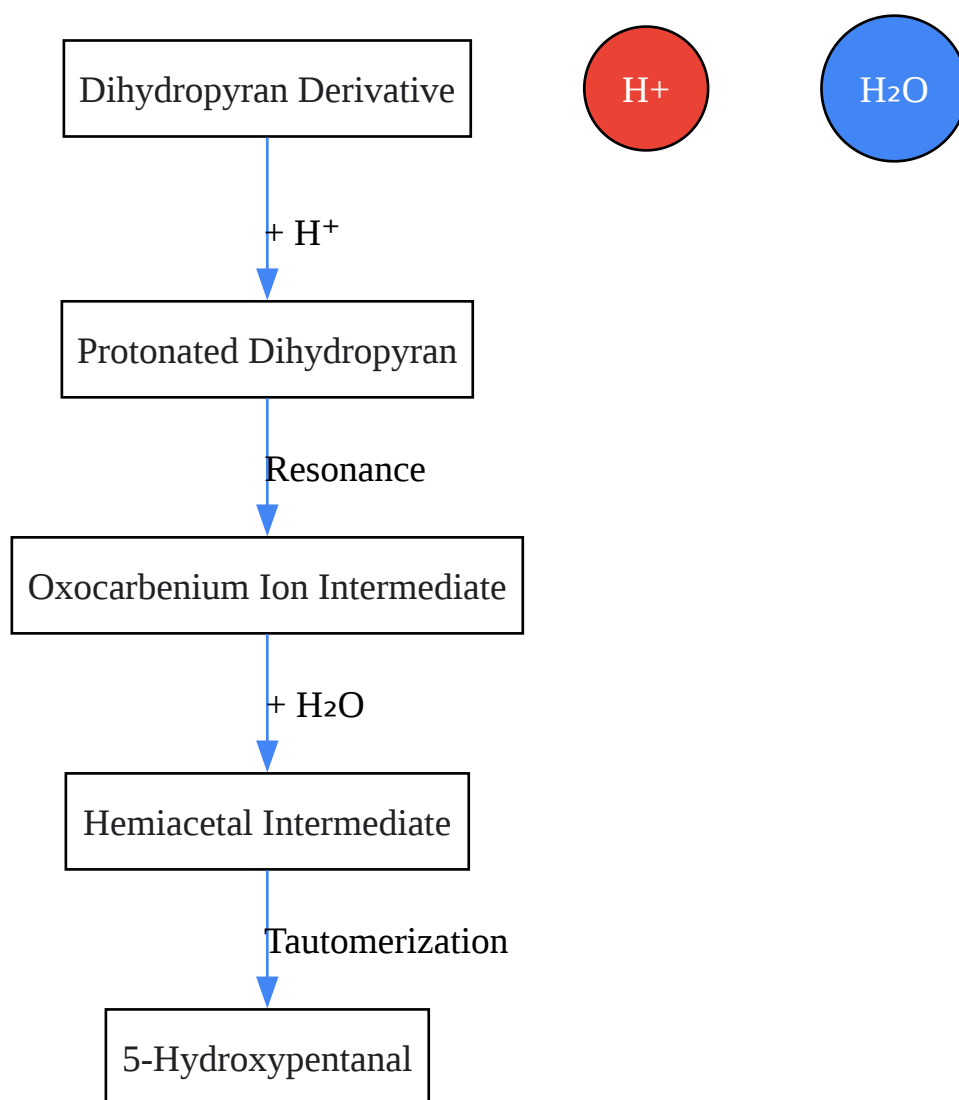 Dihydropyran Derivative
H+
H₂O
+ H⁺
Protonated Dihydropyran
Resonance
Oxocarbenium Ion Intermediate
+ H₂O
Hemiacetal Intermediate
Tautomerization
5-Hydroxypentanal